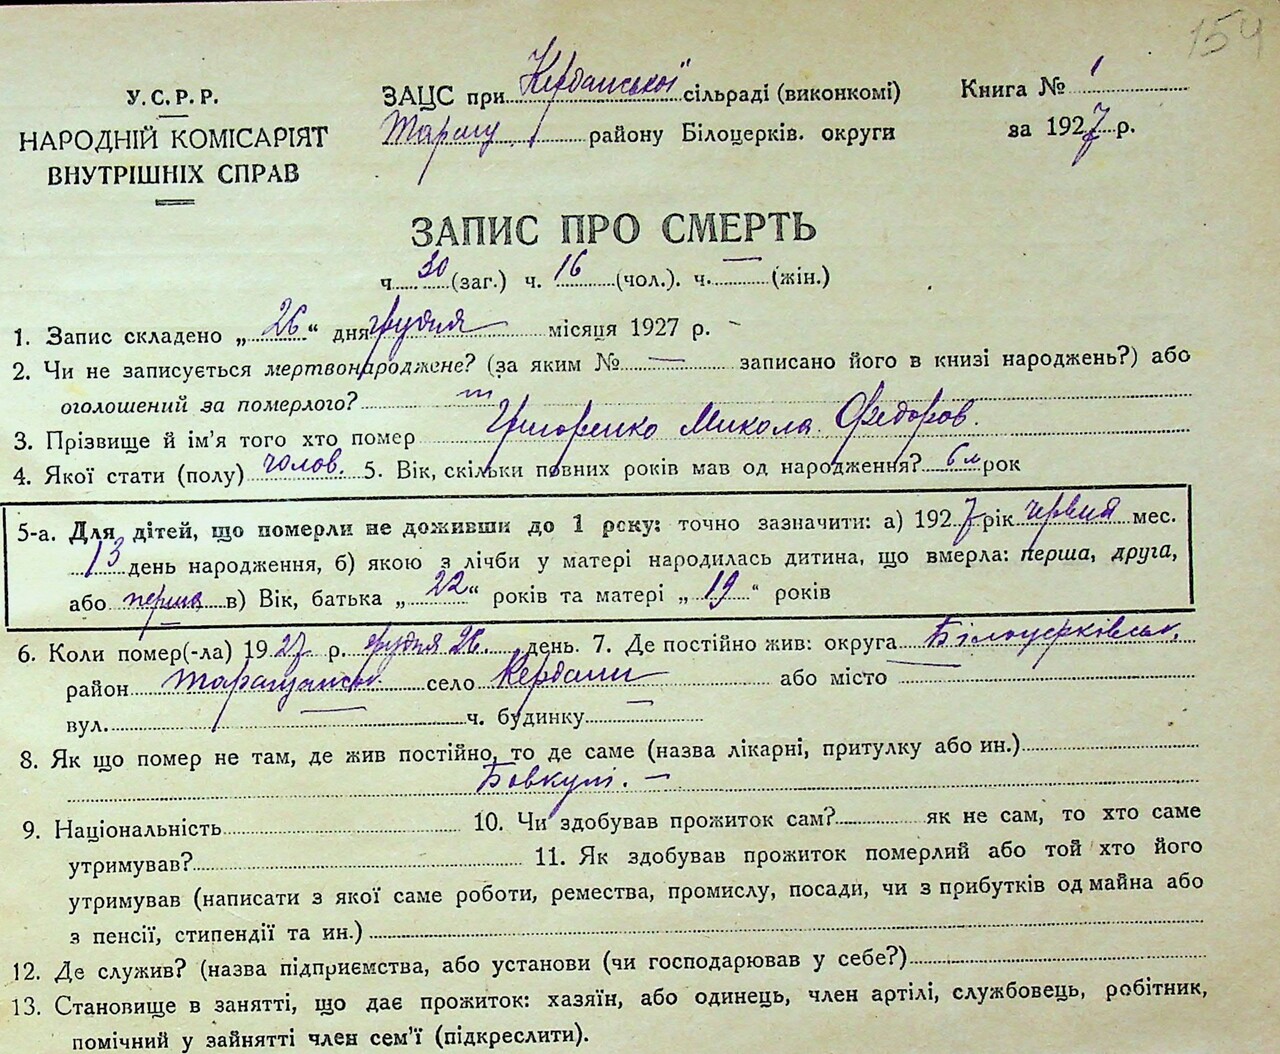 154
У.С.Р.Р.
НАРОДНІЙ КОМІСАРІЯТ
ВНУТРІШНІХ СПРАВ
ЗАЦС при Кербанської сільраді (виконкомі)
Таращ. району Білоцерків. округи
Книга № 1
за 1927 р.
ЗАПИС ПРО СМЕРТЬ
ч. 30 (заг.) ч. 16 (чол.). ч. — (жін.)
1. Запис складено „26“ дня грудня місяця 1927 р.
2. Чи не записується мертвонароджене? (за яким № — записано його в книзі народжень?) або
оголошений за померлого?
3. Прізвище й ім’я того хто помер Григоренко Микола Федоров.
4. Якої стати (полу) чолов. 5. Вік, скільки повних років мав од народження? 6 м рок
5-а. Для дітей, що померли не доживши до 1 року: точно зазначити: а) 1927 рік червня мес.
13 день народження, б) якою з лічби у матері народилась дитина, що вмерла: перша, друга,
або перша в) Вік, батька „22“ років та матері „19“ років
6. Коли помер(-ла) 1927 р. грудня 26. день. 7. Де постійно жив: округа Білоцерківськ.
район Таращанськ село Кербани або місто
вул. — ч. будинку —
8. Як що помер не там, де жив постійно, то де саме (назва лікарні, притулку або ин.)
Бовкуні. —
9. Національність 10. Чи здобував прожиток сам? як не сам, то хто саме
утримував? 11. Як здобував прожиток померлий або той хто його
утримував (написати з якої саме роботи, ремества, промислу, посади, чи з прибутків од майна або
з пенсії, стипендії та ин.)
12. Де служив? (назва підприємства, або установи (чи господарював у себе?)
13. Становище в занятті, що дає прожиток: хазяїн, або одинець, член артілі, службовець, робітник,
помічний у зайнятті член сем’ї (підкреслити).